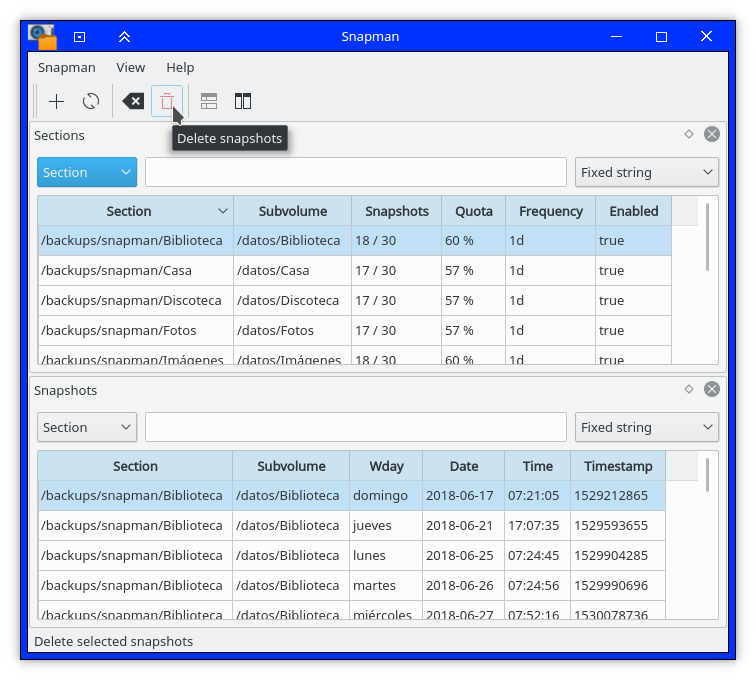 Snapman
Snapman View Help
Delete snapshots
Sections
Section Fixed string
Section Subvolume Snapshots Quota Frequency Enabled
/backups/snapman/Biblioteca /datos/Biblioteca 18 / 30 60 % 1d true
/backups/snapman/Casa /datos/Casa 17 / 30 57 % 1d true
/backups/snapman/Discoteca /datos/Discoteca 17 / 30 57 % 1d true
/backups/snapman/Fotos /datos/Fotos 17 / 30 57 % 1d true
/backups/snapman/Imágenes /datos/Imágenes 18 / 30 60 % 1d true
Snapshots
Section Fixed string
Section Subvolume Wday Date Time Timestamp
/backups/snapman/Biblioteca /datos/Biblioteca domingo 2018-06-17 07:21:05 1529212865
/backups/snapman/Biblioteca /datos/Biblioteca jueves 2018-06-21 17:07:35 1529593655
/backups/snapman/Biblioteca /datos/Biblioteca lunes 2018-06-25 07:24:45 1529904285
/backups/snapman/Biblioteca /datos/Biblioteca martes 2018-06-26 07:24:56 1529990696
/backups/snapman/Biblioteca /datos/Biblioteca miércoles 2018-06-27 07:52:16 1530078736
Delete selected snapshots